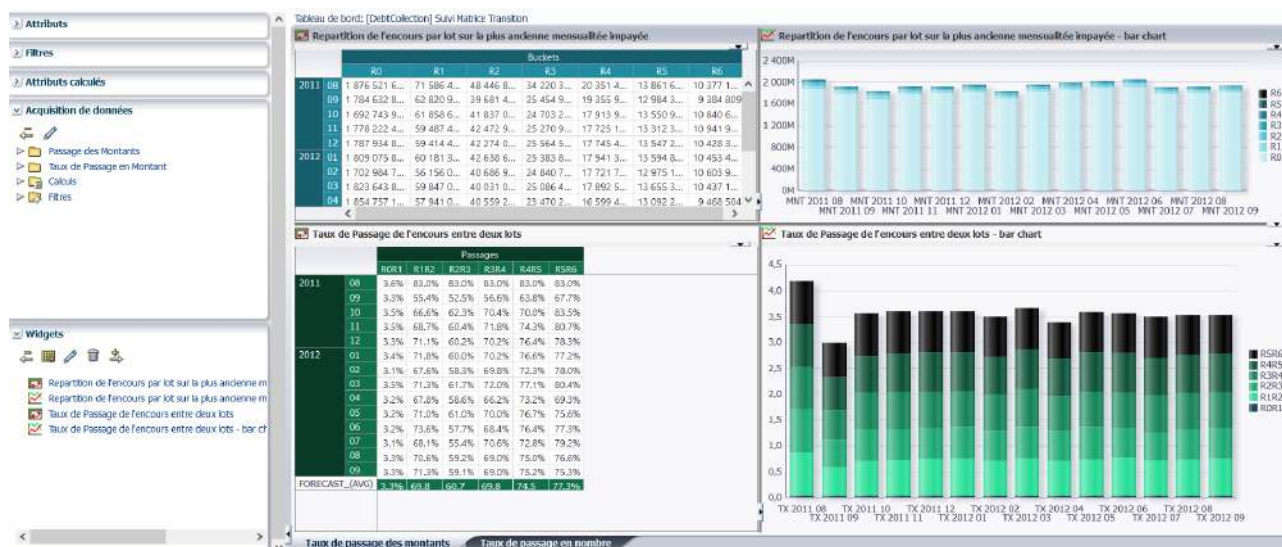 Tableau de bord: [DebtCollection] Suivi Matrice Transition
Attributs
Filtres
Attributs calculés
Acquisition de données
Passage des Montants
Taux de Passage en Montant
Calculs
Filtres
Widgets
Repartition de l'encours par lot sur la plus ancienne m
Repartition de l'encours par lot sur la plus ancienne m
Taux de Passage de l'encours entre deux lots
Taux de Passage de l'encours entre deux lots - bar ch
Repartition de l'encours par lot sur la plus ancienne mensualitée impayée
Buckets
R0 R1 R2 R3 R4 R5 R6
2011 08 1 876 521 6... 71 586 4... 48 446 8... 34 220 3... 20 351 4... 13 861 6... 10 377 1...
09 1 784 632 8... 62 820 9... 39 681 4... 25 454 9... 19 355 9... 12 984 3... 9 384 809
10 1 692 743 9... 61 858 6... 41 837 0... 24 703 2... 17 913 9... 13 550 9... 10 840 6...
11 1 778 222 4... 59 487 4... 42 472 9... 25 270 9... 17 725 1... 13 312 3... 10 941 9...
12 1 787 934 8... 59 414 4... 42 274 0... 25 564 5... 17 745 4... 13 547 2... 10 428 3...
2012 01 1 809 075 8... 60 181 3... 42 638 6... 25 383 8... 17 941 3... 13 594 8... 10 453 4...
02 1 702 984 7... 56 156 0... 40 686 9... 24 840 7... 17 721 7... 12 975 1... 10 603 9...
03 1 823 643 8... 59 847 0... 40 031 0... 25 086 4... 17 892 5... 13 655 3... 10 437 1...
04 1 854 757 1... 57 941 0... 40 559 2... 23 470 2... 16 599 4... 13 092 2... 9 468 504
Repartition de l'encours par lot sur la plus ancienne mensualitée impayée - bar chart
2 400M
2 000M
1 600M
1 200M
800M
400M
0M
MNT 2011 08 MNT 2011 10 MNT 2011 12 MNT 2012 02 MNT 2012 04 MNT 2012 06 MNT 2012 08
MNT 2011 09 MNT 2011 11 MNT 2012 01 MNT 2012 03 MNT 2012 05 MNT 2012 07 MNT 2012 09
R6
R5
R4
R3
R2
R1
R0
Taux de Passage de l'encours entre deux lots
Passages
R0R1 R1R2 R2R3 R3R4 R4R5 R5R6
2011 08 3.6% 83.0% 83.0% 83.0% 83.0% 83.0%
09 3.3% 55.4% 52.5% 56.6% 63.8% 67.7%
10 3.5% 66.6% 62.3% 70.4% 70.0% 83.5%
11 3.5% 68.7% 60.4% 71.8% 74.3% 80.7%
12 3.3% 71.1% 60.2% 70.2% 76.4% 78.3%
2012 01 3.4% 71.8% 60.0% 70.2% 76.6% 77.2%
02 3.1% 67.6% 58.3% 69.8% 72.3% 78.0%
03 3.5% 71.3% 61.7% 72.0% 77.1% 80.4%
04 3.2% 67.8% 58.6% 66.2% 73.2% 69.3%
05 3.2% 71.0% 61.0% 70.0% 76.7% 75.6%
06 3.2% 73.6% 57.7% 68.4% 76.4% 77.3%
07 3.1% 68.1% 55.4% 70.6% 72.8% 79.2%
08 3.3% 70.6% 59.2% 69.0% 75.0% 76.6%
09 3.3% 71.3% 59.1% 69.0% 75.2% 75.3%
FORECAST_(AVG) 3.3% 69.8 60.7 69.8 74.5 77.3%
Taux de Passage de l'encours entre deux lots - bar chart
4,5
4,0
3,5
3,0
2,5
2,0
1,5
1,0
0,5
0,0
TX 2011 08 TX 2011 10 TX 2011 12 TX 2012 02 TX 2012 04 TX 2012 06 TX 2012 08
TX 2011 09 TX 2011 11 TX 2012 01 TX 2012 03 TX 2012 05 TX 2012 07 TX 2012 09
R5R6
R4R5
R3R4
R2R3
R1R2
R0R1
Taux de passage des montants Taux de passage en nombre